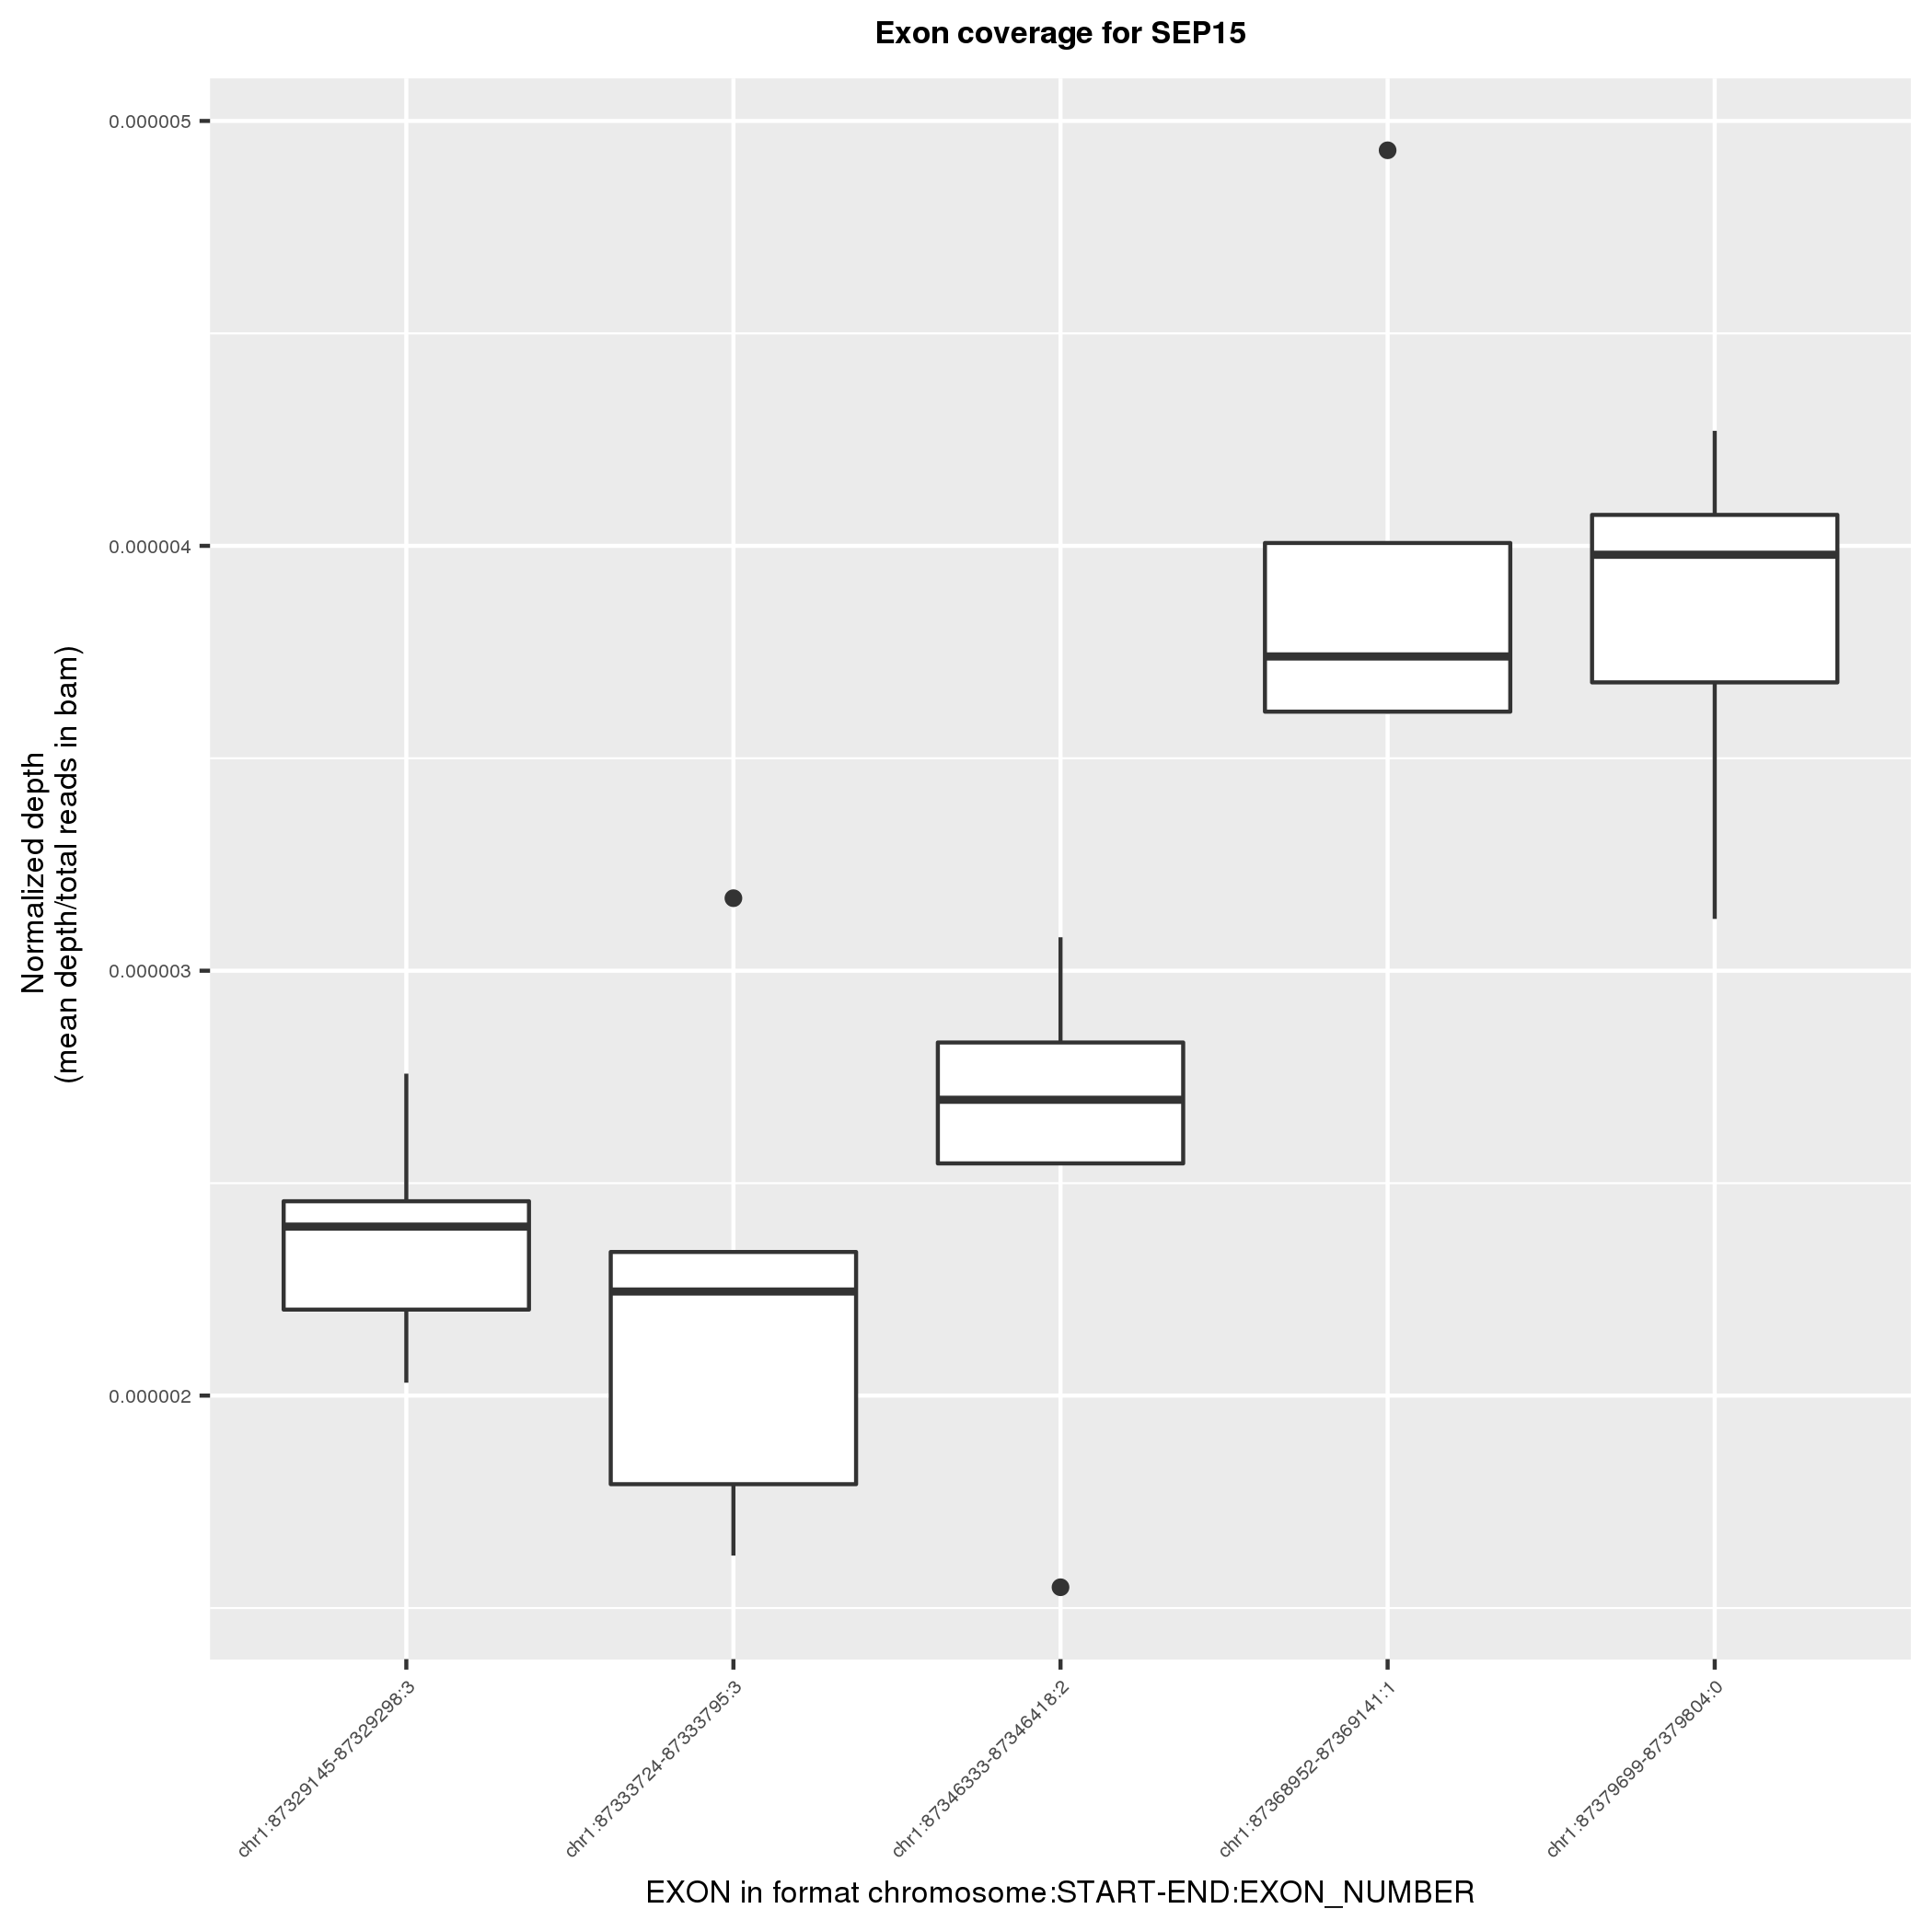 Exon coverage for SEP15
Normalized depth
(mean depth/total reads in bam)
0.000005
0.000004
0.000003
0.000002
chr1:87329145-87329298:3
chr1:87333724-87333795:3
chr1:87346333-87346418:2
chr1:87368952-87369141:1
chr1:87379699-87379804:0
EXON in format chromosome:START-END:EXON_NUMBER